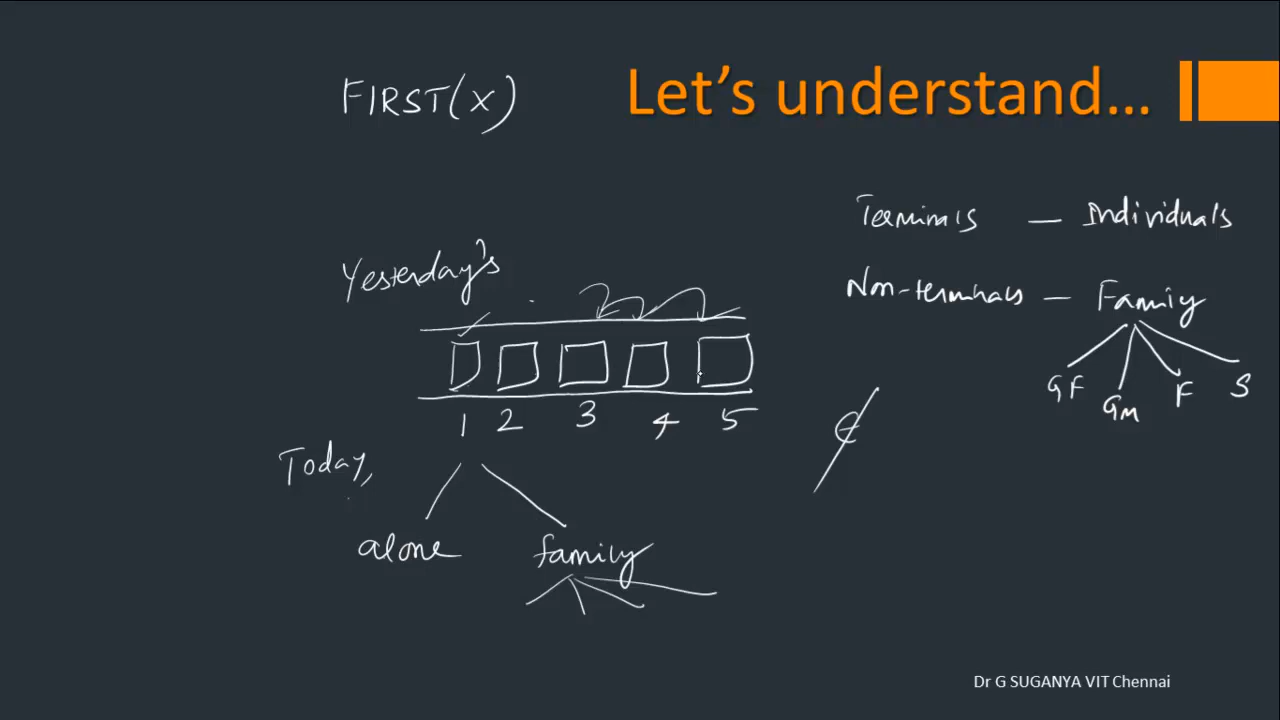 FIRST(X)
Let's understand...
Terminals — Individuals
Yesterday's
Non-terminals — Family
GF GM F S
1 2 3 4 5
€
Today,
alone family
Dr G SUGANYA VIT Chennai